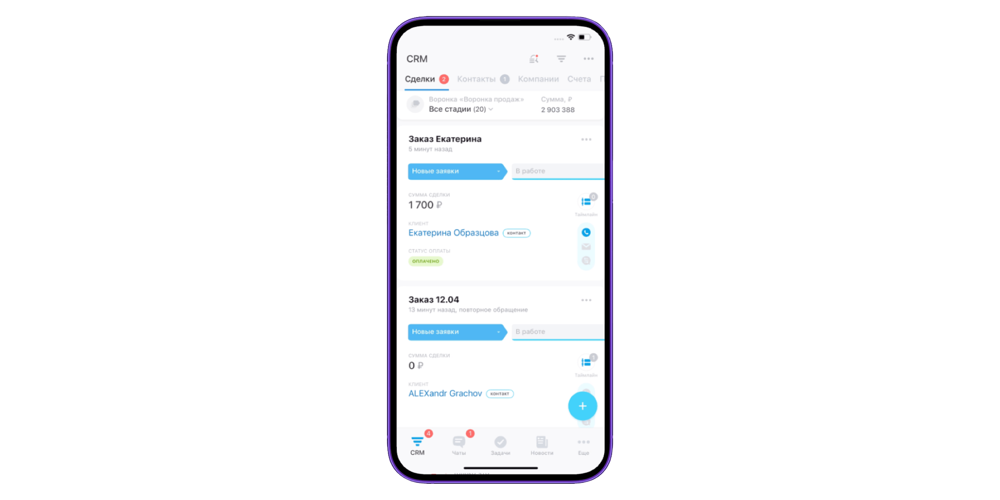 CRM
Сделки 2 Контакты 1 Компании Счета П
Воронка «Воронка продаж» Сумма, ₽
Все стадии (20) 2 903 388
Заказ Екатерина
5 минут назад
Новые заявки В работе
СУММА СДЕЛКИ
0
1 700 ₽
Таймлайн
КЛИЕНТ
Екатерина Образцова контакт
СТАТУС ОПЛАТЫ
ОПЛАЧЕНО
Заказ 12.04
13 минут назад, повторное обращение
Новые заявки В работе
СУММА СДЕЛКИ
1
0 ₽
Таймлайн
КЛИЕНТ
ALEXandr Grachov контакт
+
4 1
CRM Чаты Задачи Новости Еще